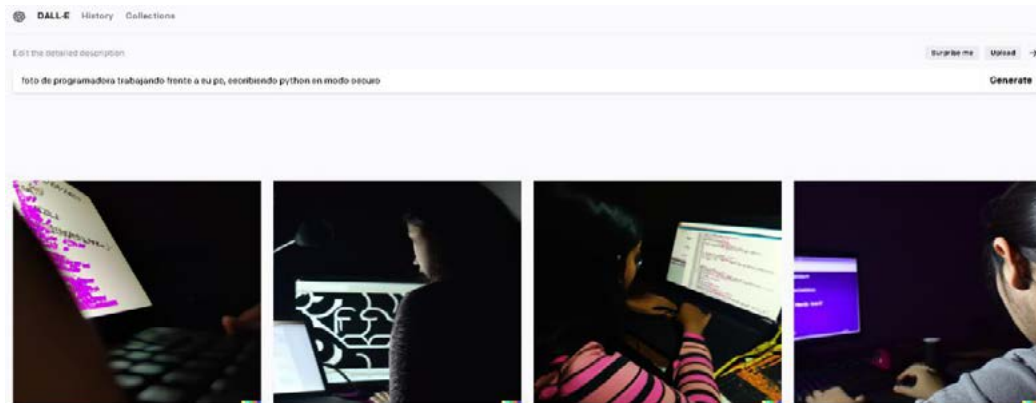 DALL·E History Collections
Edit the detailed description
Surprise me Upload →
foto de programadora trabajando frente a su pc, escribiendo python en modo oscuro
Generate